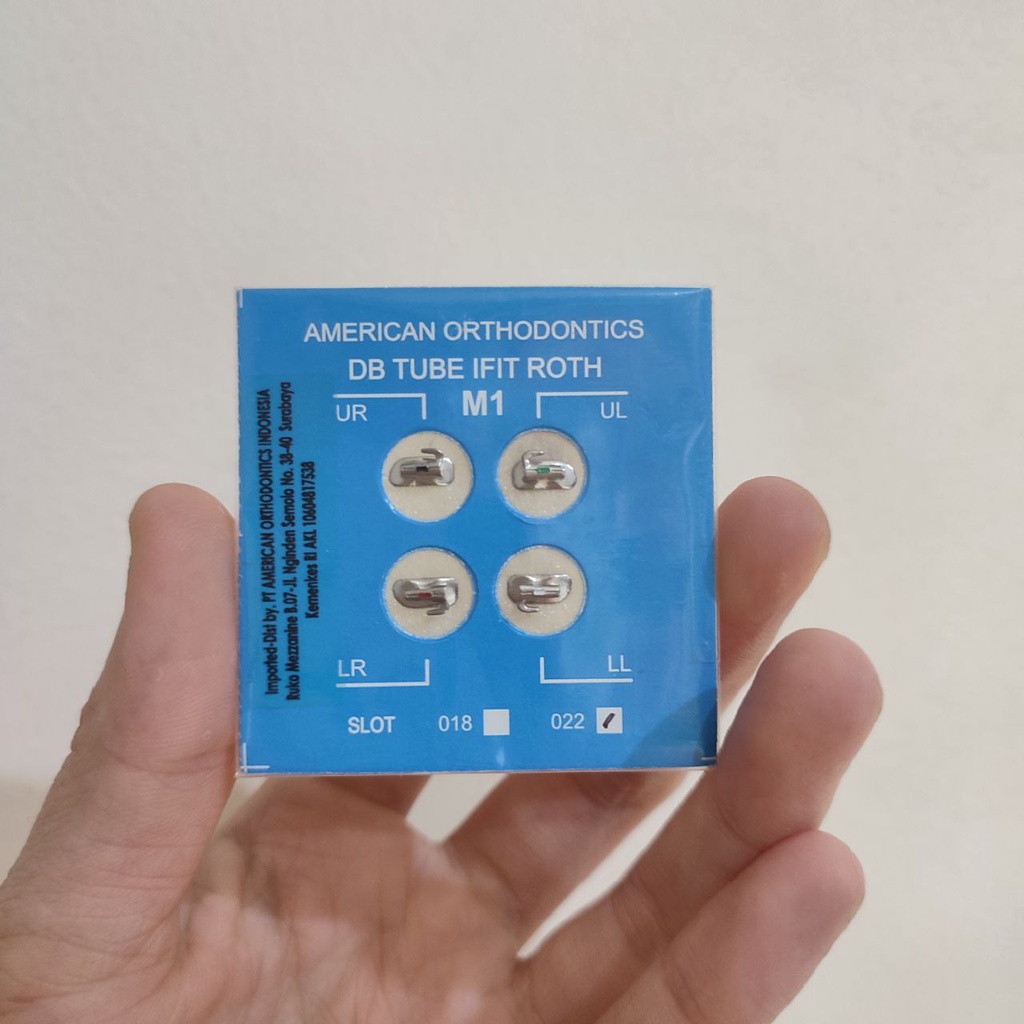 AMERICAN ORTHODONTICS
DB TUBE IFIT ROTH
M1
UR
UL
LR
LL
SLOT 018 022
Imported-Dist by. PT AMERICAN ORTHODONTICS INDONESIA
Ruko Mezzanine B.07-Jl. Nginden Semolo No. 38-40 Surabaya
Kemenkes RI AKL 10604817538